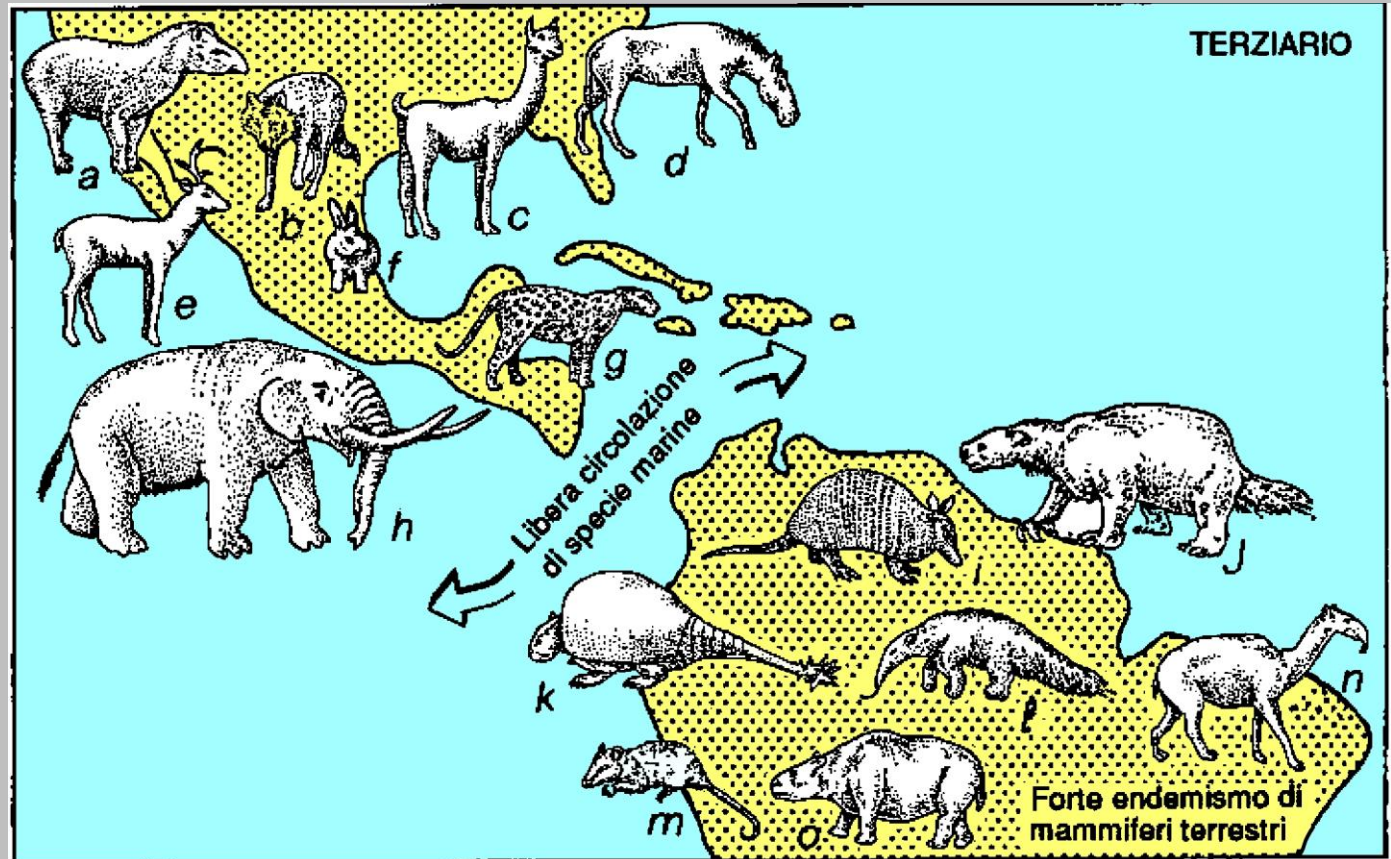 TERZIARIO
a
b
c
d
e
f
g
h
Libera circolazione
di specie marine
i
j
k
l
m
n
o
Forte endemismo di
mammiferi terrestri